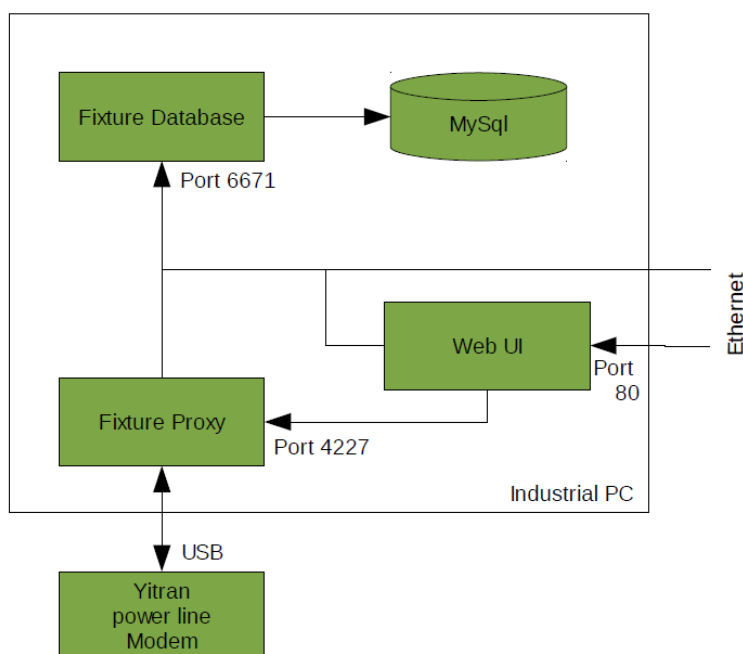 Fixture Database
MySql
Port 6671
Ethernet
Web UI
Port
80
Fixture Proxy
Port 4227
Industrial PC
USB
Yitran
power line
Modem